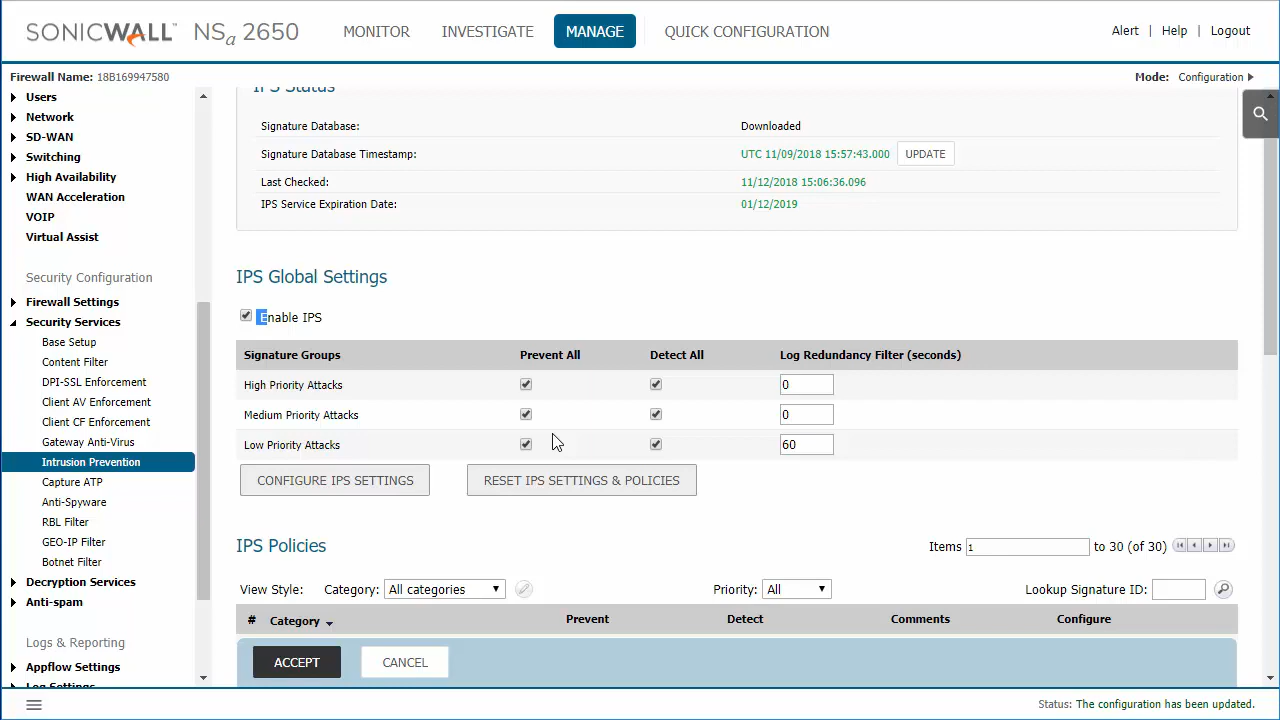 SONICWALL NSa 2650 MONITOR INVESTIGATE MANAGE QUICK CONFIGURATION Alert | Help | Logout
Firewall Name: 18B169947580 Mode: Configuration
Users
Network
SD-WAN
Switching
High Availability
WAN Acceleration
VOIP
Virtual Assist
Security Configuration
Firewall Settings
Security Services
Base Setup
Content Filter
DPI-SSL Enforcement
Client AV Enforcement
Client CF Enforcement
Gateway Anti-Virus
Intrusion Prevention
Capture ATP
Anti-Spyware
RBL Filter
GEO-IP Filter
Botnet Filter
Decryption Services
Anti-spam
Logs & Reporting
Appflow Settings
Log Settings
IPS Status
Signature Database: Downloaded
Signature Database Timestamp: UTC 11/09/2018 15:57:43.000 UPDATE
Last Checked: 11/12/2018 15:06:36.096
IPS Service Expiration Date: 01/12/2019
IPS Global Settings
Enable IPS
Signature Groups Prevent All Detect All Log Redundancy Filter (seconds)
High Priority Attacks 0
Medium Priority Attacks 0
Low Priority Attacks 60
CONFIGURE IPS SETTINGS RESET IPS SETTINGS & POLICIES
IPS Policies Items 1 to 30 (of 30)
View Style: Category: All categories Priority: All Lookup Signature ID:
# Category Prevent Detect Comments Configure
ACCEPT CANCEL
Status: The configuration has been updated.